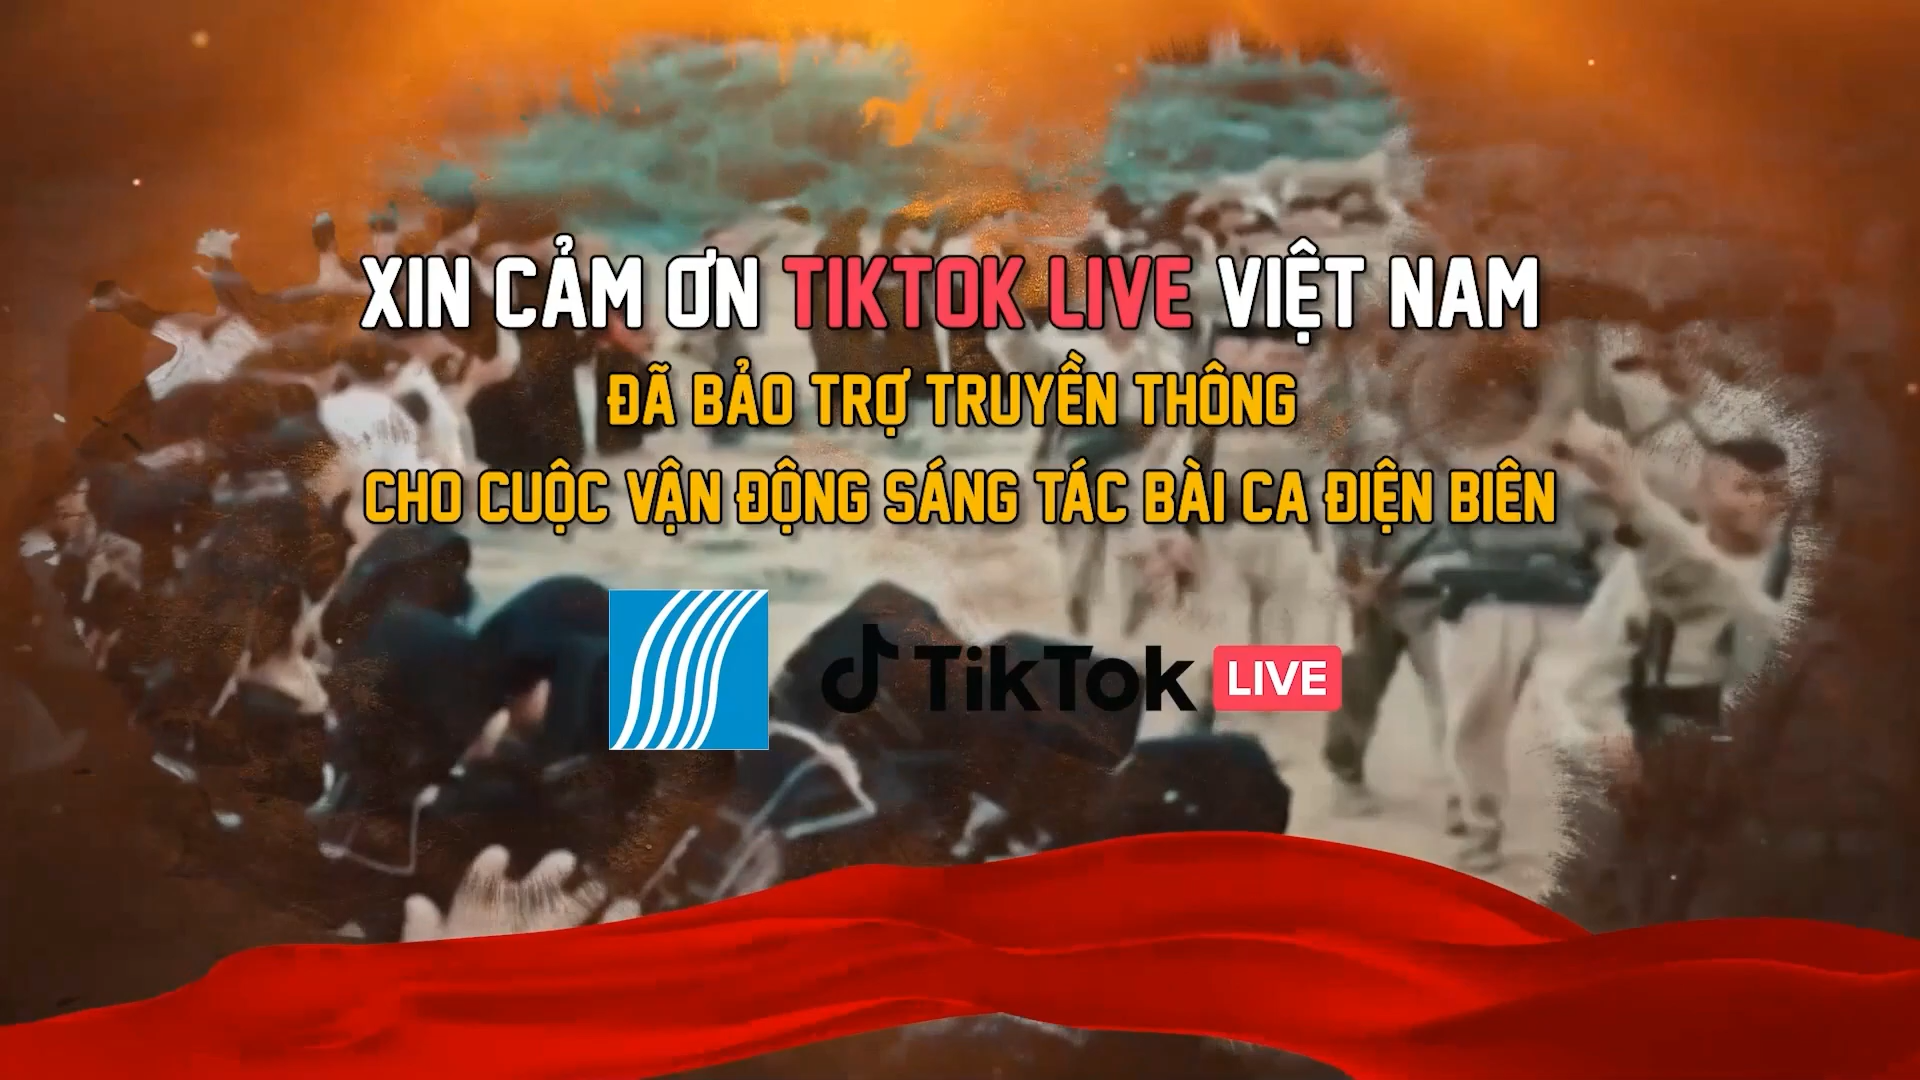 XIN CẢM ƠN TIKTOK LIVE VIỆT NAM
ĐÃ BẢO TRỢ TRUYỀN THÔNG
CHO CUỘC VẬN ĐỘNG SÁNG TÁC BÀI CA ĐIỆN BIÊN
TikTok LIVE